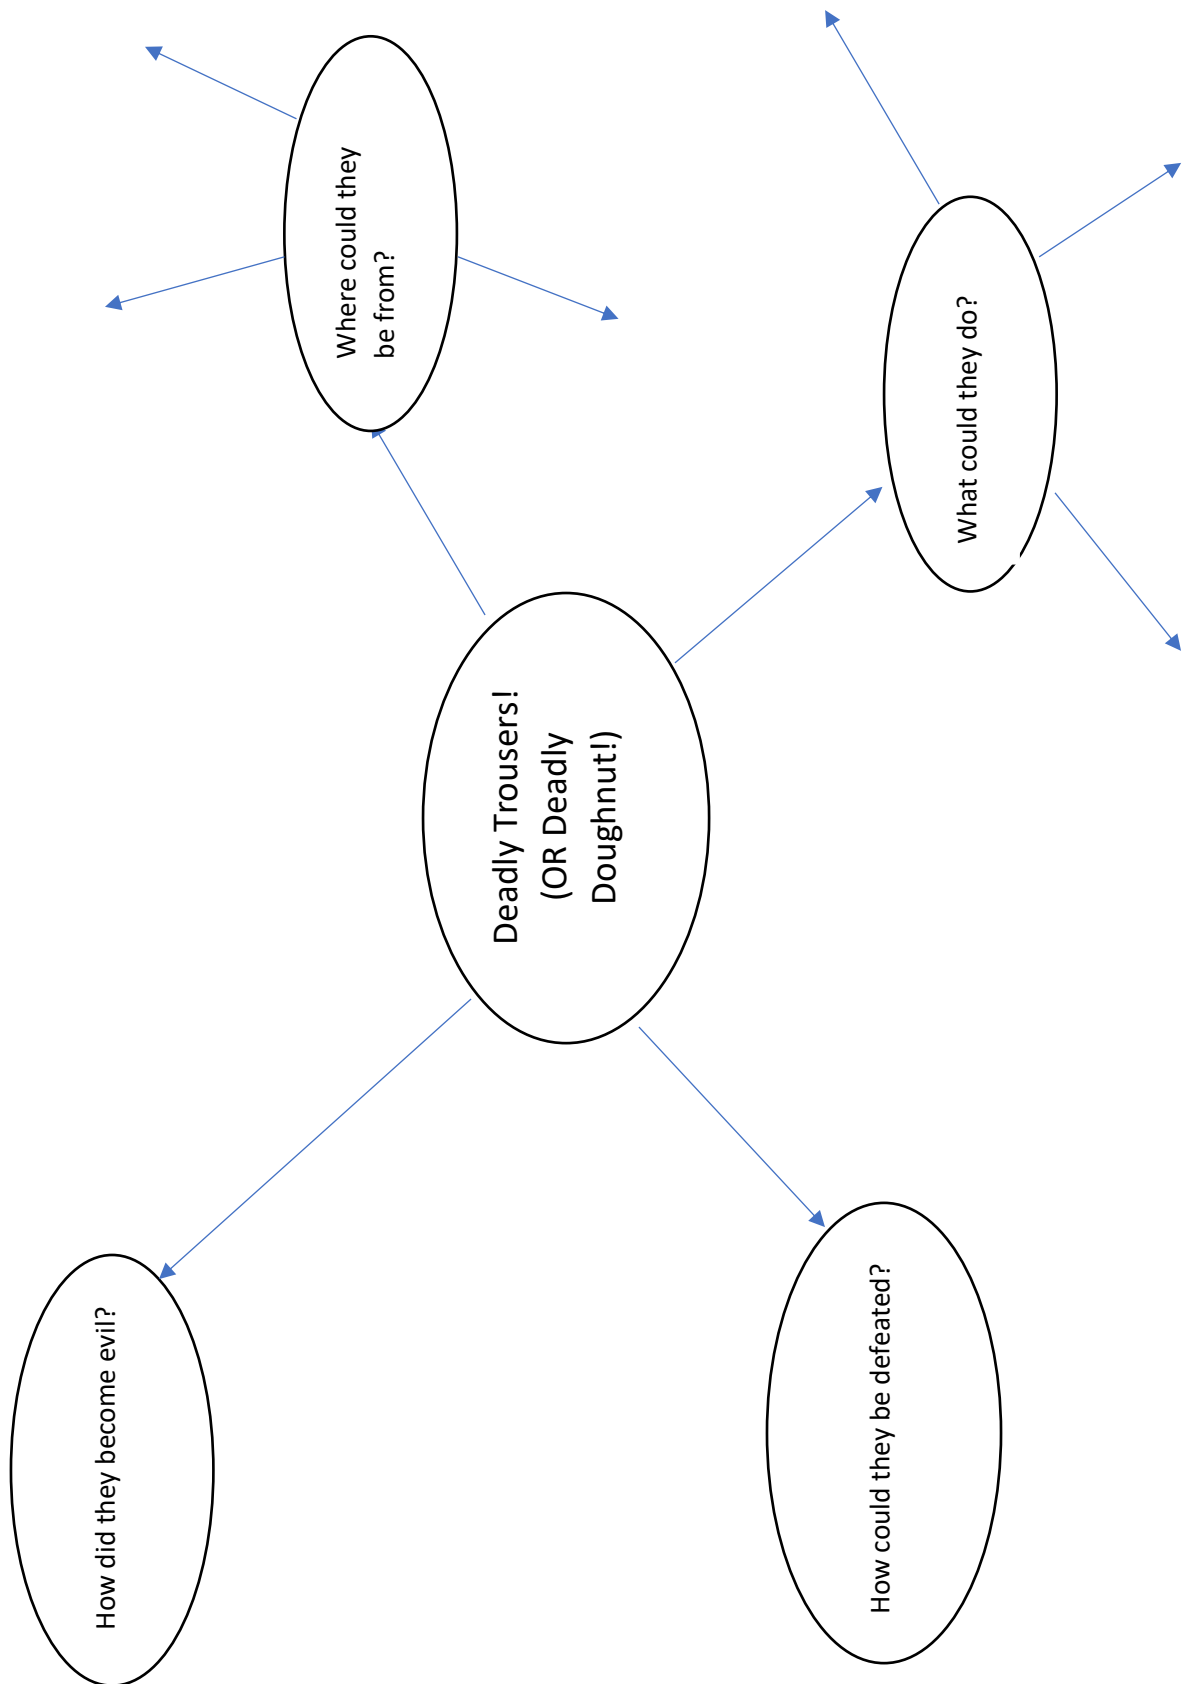 How did they become evil?
Where could they
be from?
Deadly Trousers!
(OR Deadly
Doughnut!)
How could they be defeated?
What could they do?